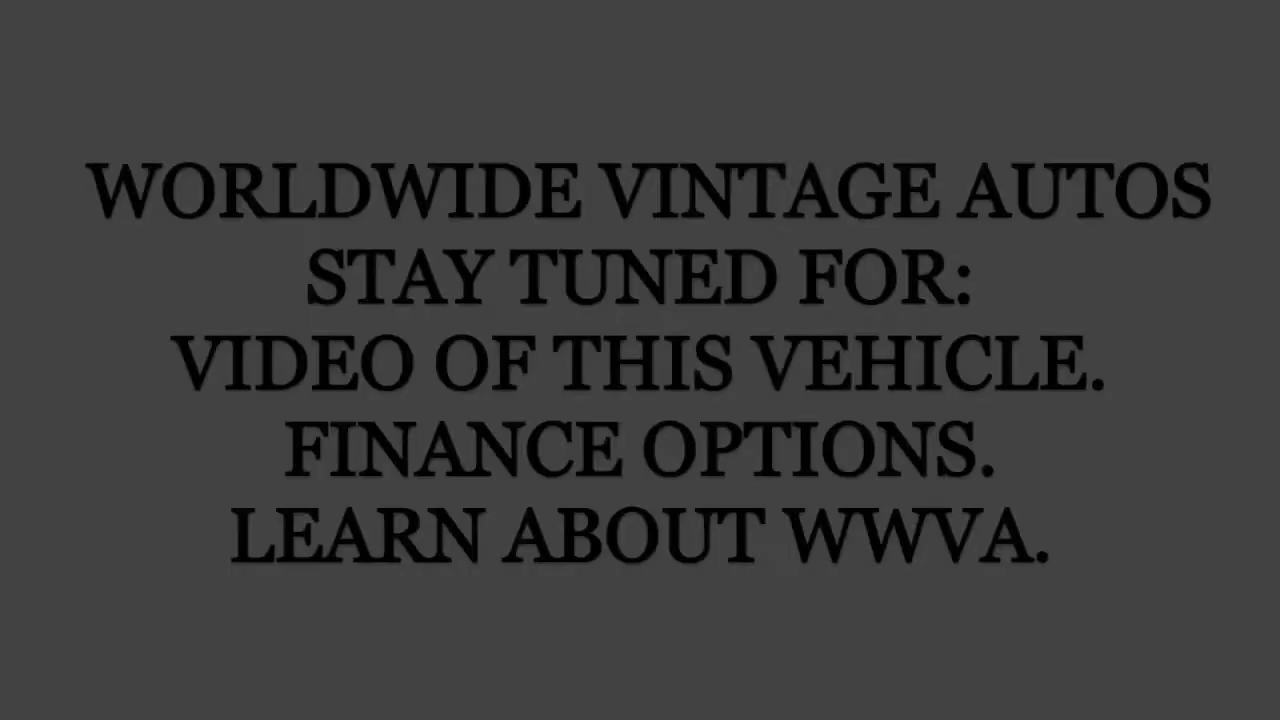 WORLDWIDE VINTAGE AUTOS
STAY TUNED FOR:
VIDEO OF THIS VEHICLE.
FINANCE OPTIONS.
LEARN ABOUT WWVA.